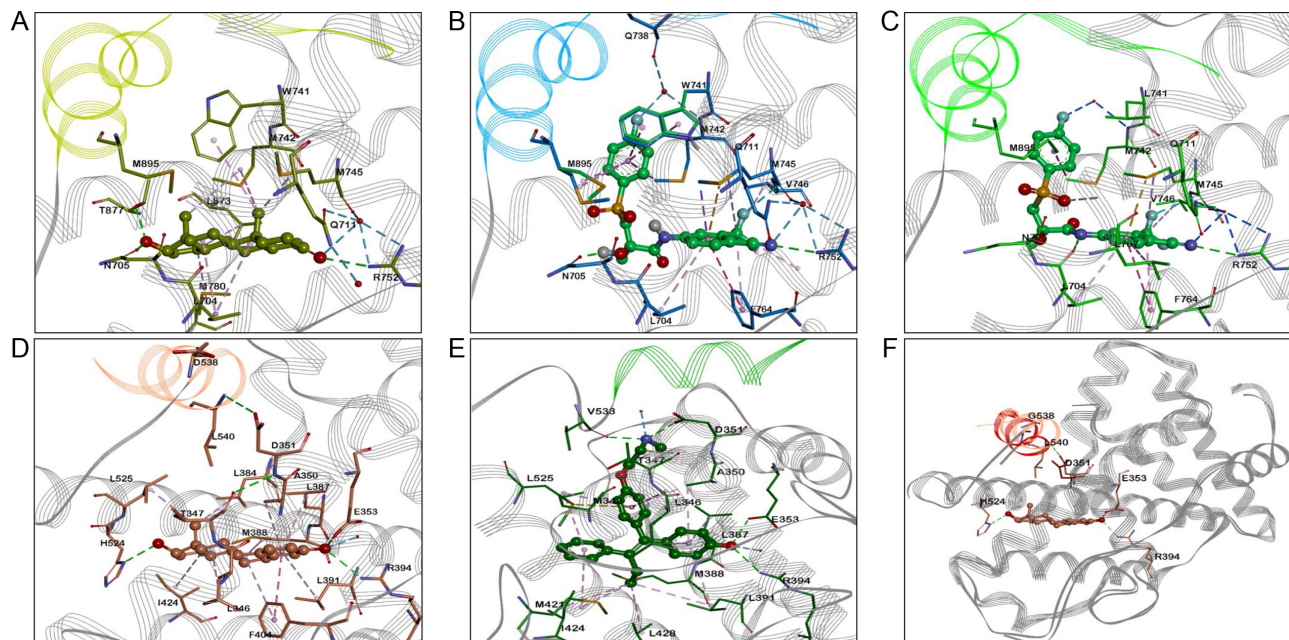 A
W741
M742
M895
M745
T877
L873
Q711
N705
R752
M780
L704
B
Q738
W741
M742
Q711
M895
M745
V746
N705
R752
L704
F764
C
L741
Q711
M895
M742
M745
V746
L704
R752
F764
D
D538
L540
D351
L384
A350
L525
L387
T347
E353
M388
H524
R394
L391
I424
L346
F404
E
V533
D351
T347
A350
L525
L346
E353
L387
M388
R394
M421
L391
I424
L428
F
G538
L540
D351
E353
H524
R394